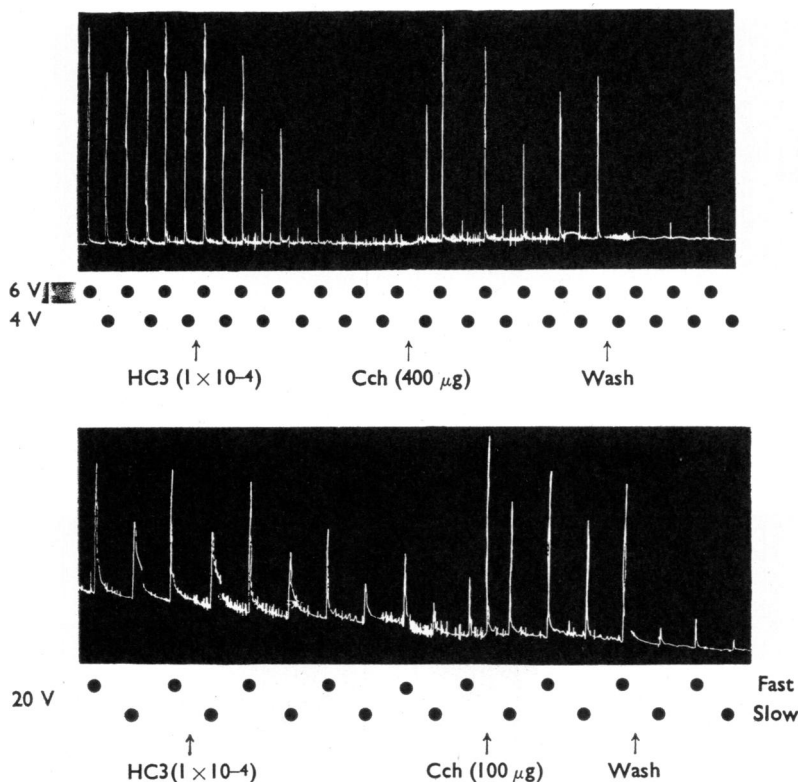 6 V
4 V
HC3 (1 × 10–4) Cch (400 μg) Wash
Fast
20 V
Slow
HC3(1 × 10–4) Cch (100 μg) Wash